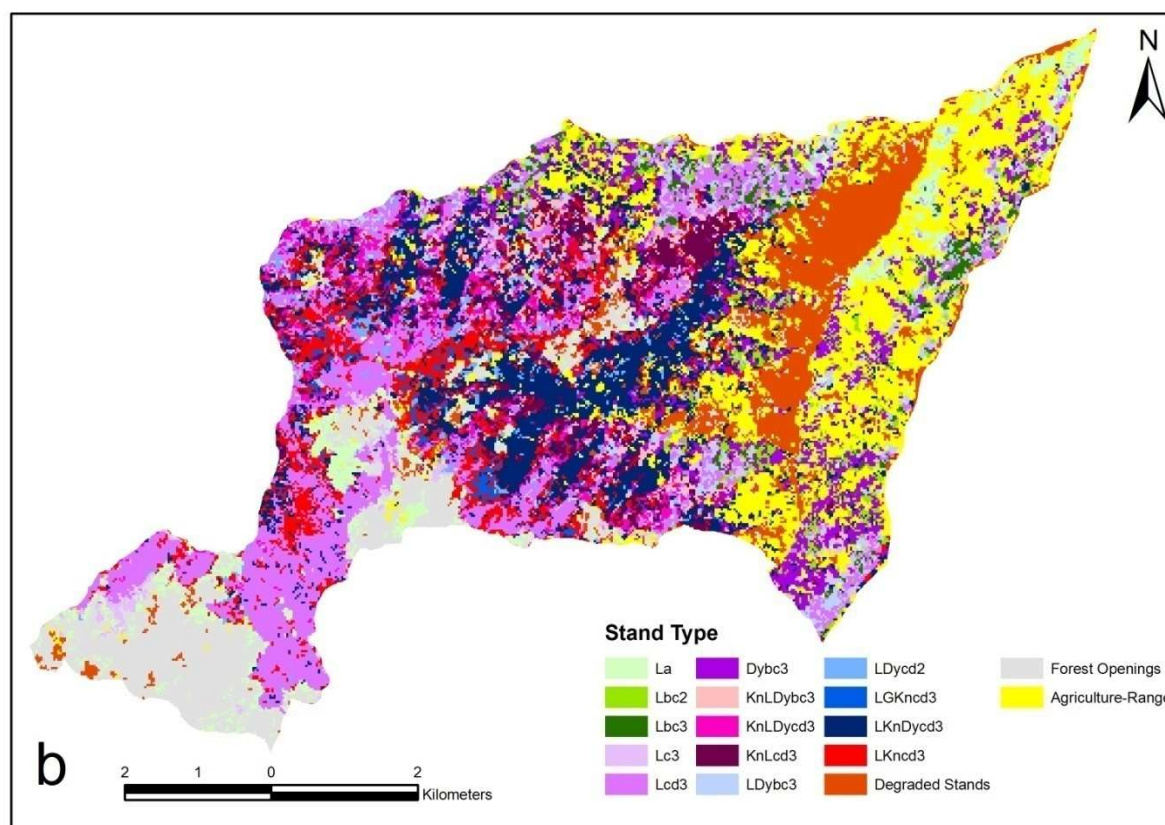 N
Stand Type
La
Lbc2
Lbc3
Lc3
Lcd3
Dybc3
KnLDybc3
KnLDycd3
KnLcd3
LDybc3
LDycd2
LGKncd3
LKnDycd3
LKncd3
Degraded Stands
Forest Openings
Agriculture-Range
b
2 1 0 2
Kilometers